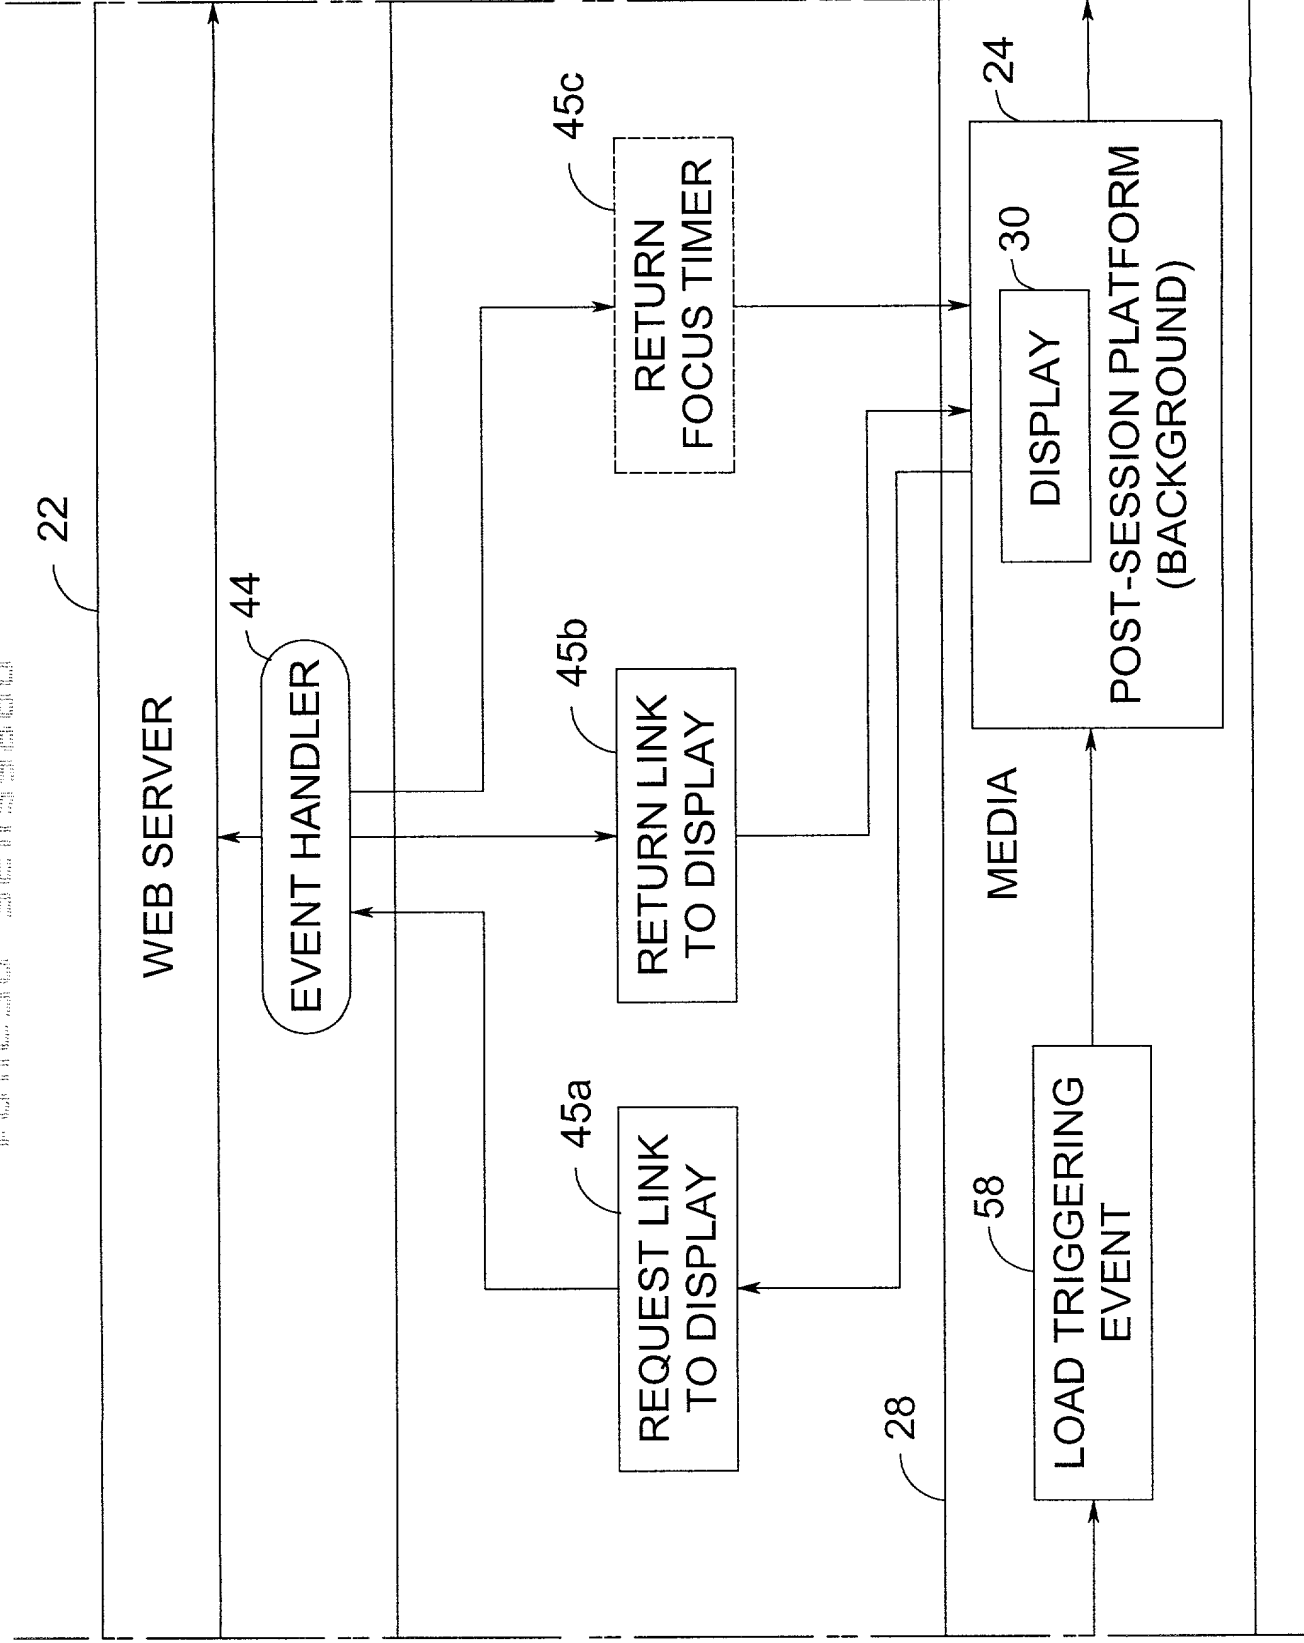 22
WEB SERVER
44
EVENT HANDLER
45a
REQUEST LINK
TO DISPLAY
45b
RETURN LINK
TO DISPLAY
45c
RETURN
FOCUS TIMER
28
MEDIA
58
LOAD TRIGGERING
EVENT
24
30
DISPLAY
POST-SESSION PLATFORM
(BACKGROUND)